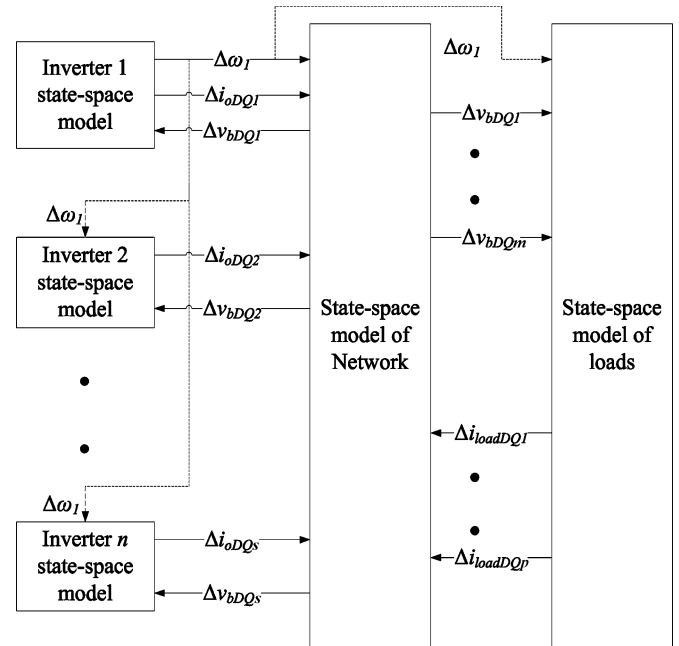 Inverter 1
state-space
model
Δω1
ΔioDQ1
ΔvbDQ1
Δω1
Inverter 2
state-space
model
ΔioDQ2
ΔvbDQ2
Δω1
Inverter n
state-space
model
ΔioDQs
ΔvbDQs
State-space
model of
Network
Δω1
ΔvbDQ1
ΔvbDQm
ΔiloadDQ1
ΔiloadDQp
State-space
model of
loads